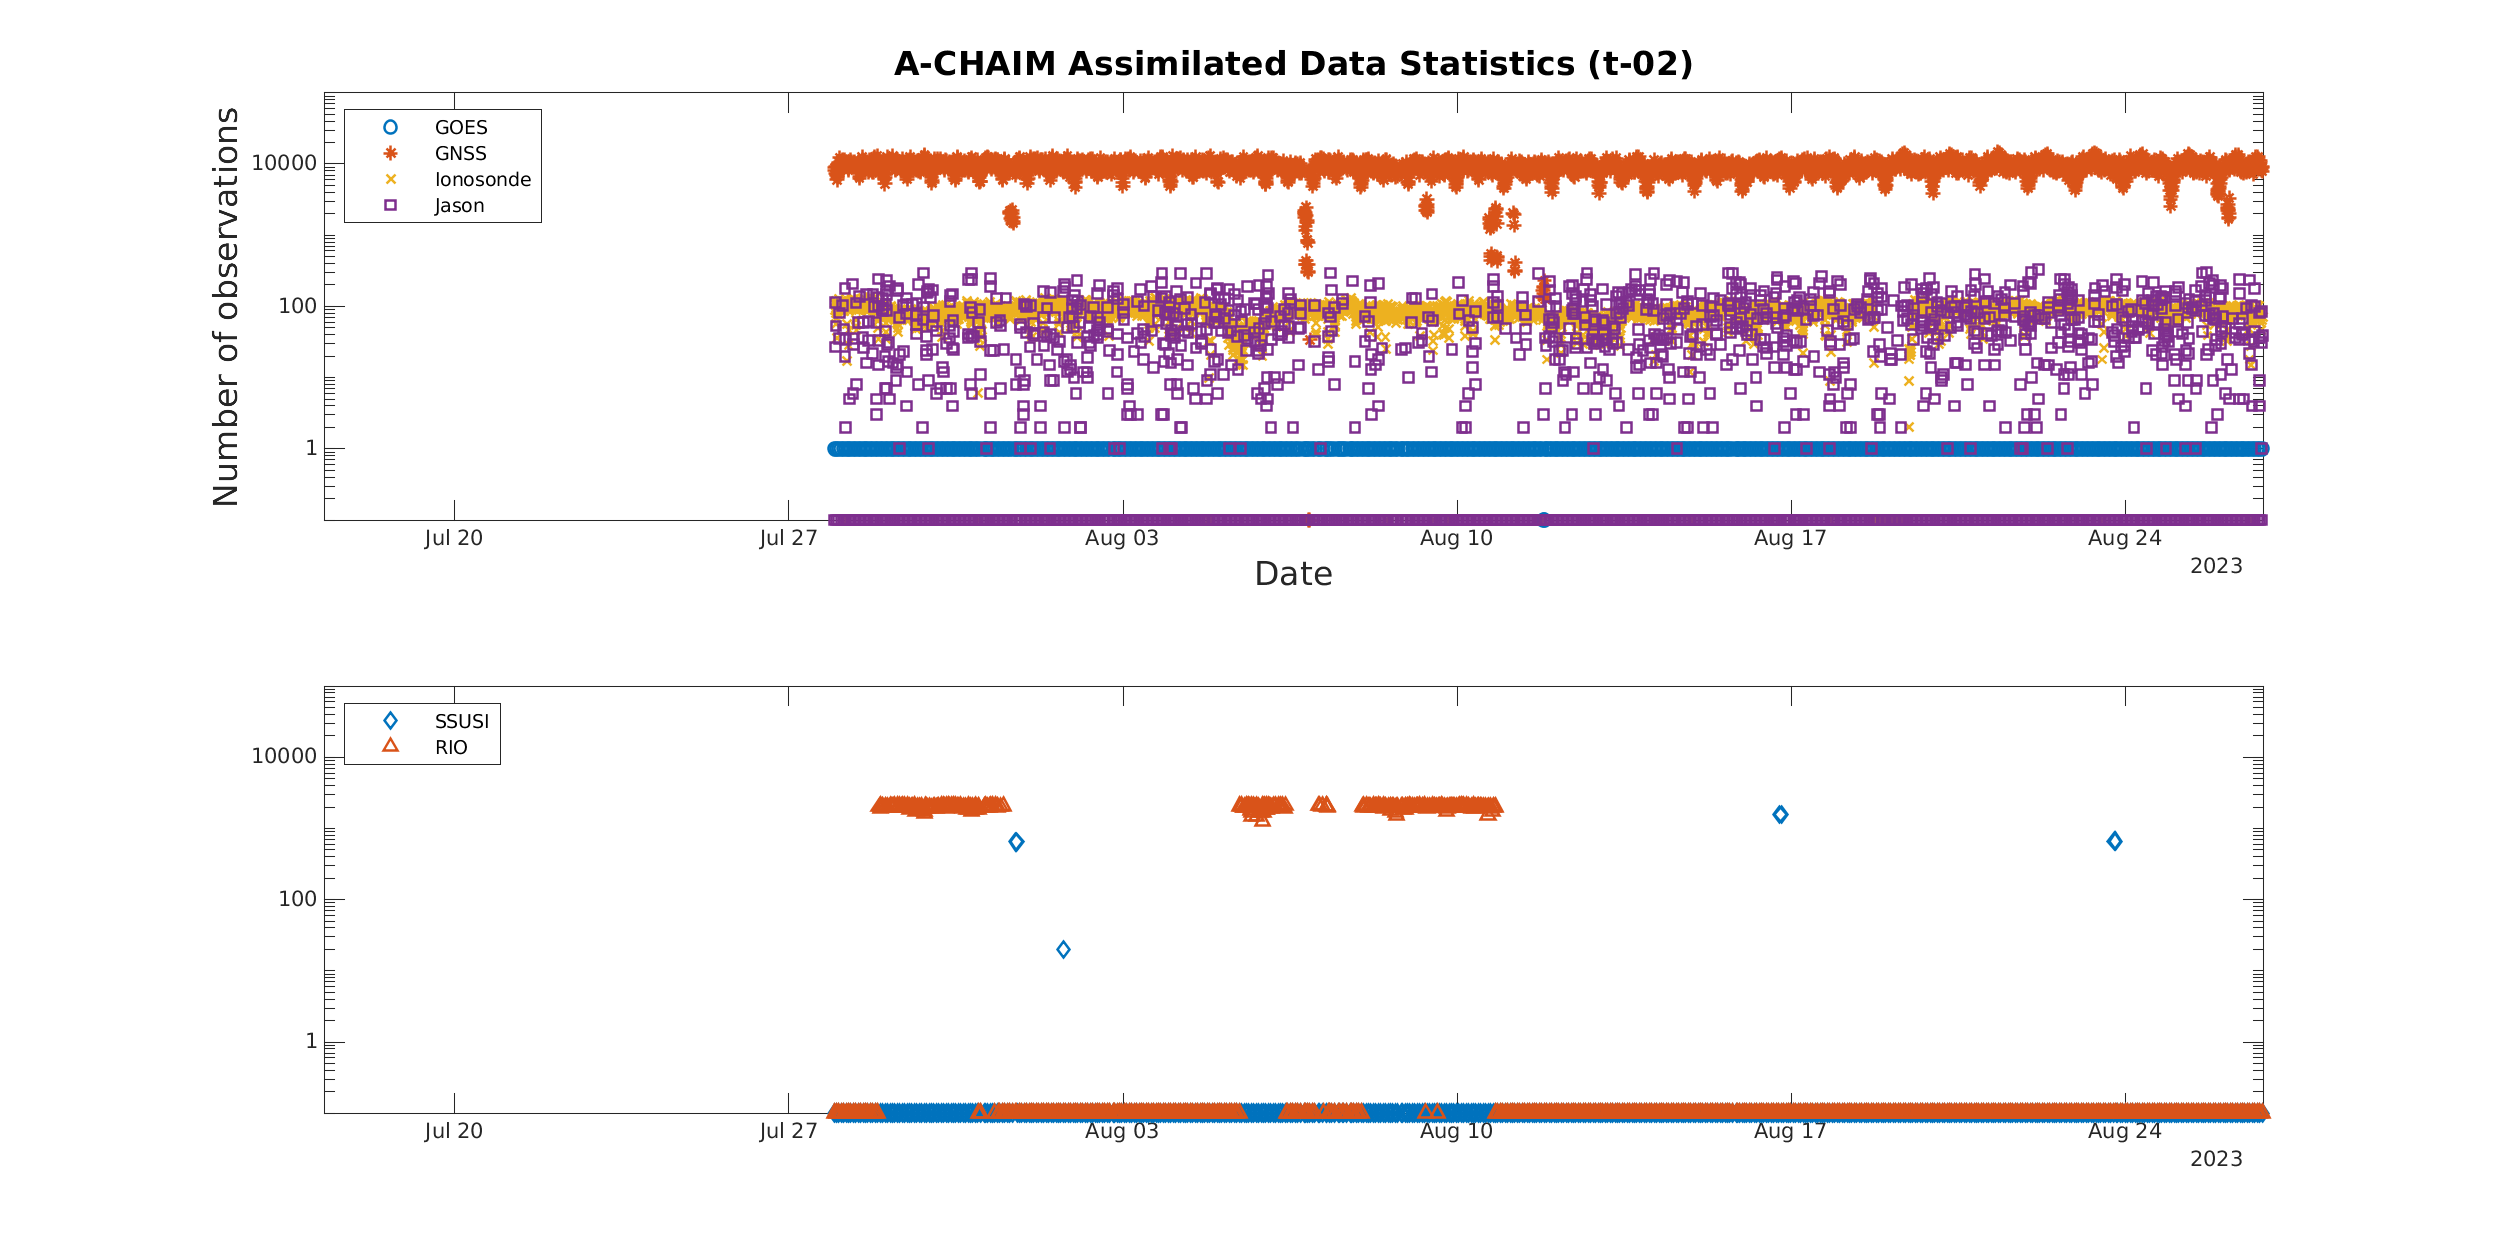 A-CHAIM Assimilated Data Statistics (t-02)
Number of observations
GOES
GNSS
Ionosonde
Jason
10000
100
1
Jul 20 Jul 27 Aug 03 Aug 10 Aug 17 Aug 24
2023
Date
SSUSI
RIO
10000
100
1
Jul 20 Jul 27 Aug 03 Aug 10 Aug 17 Aug 24
2023